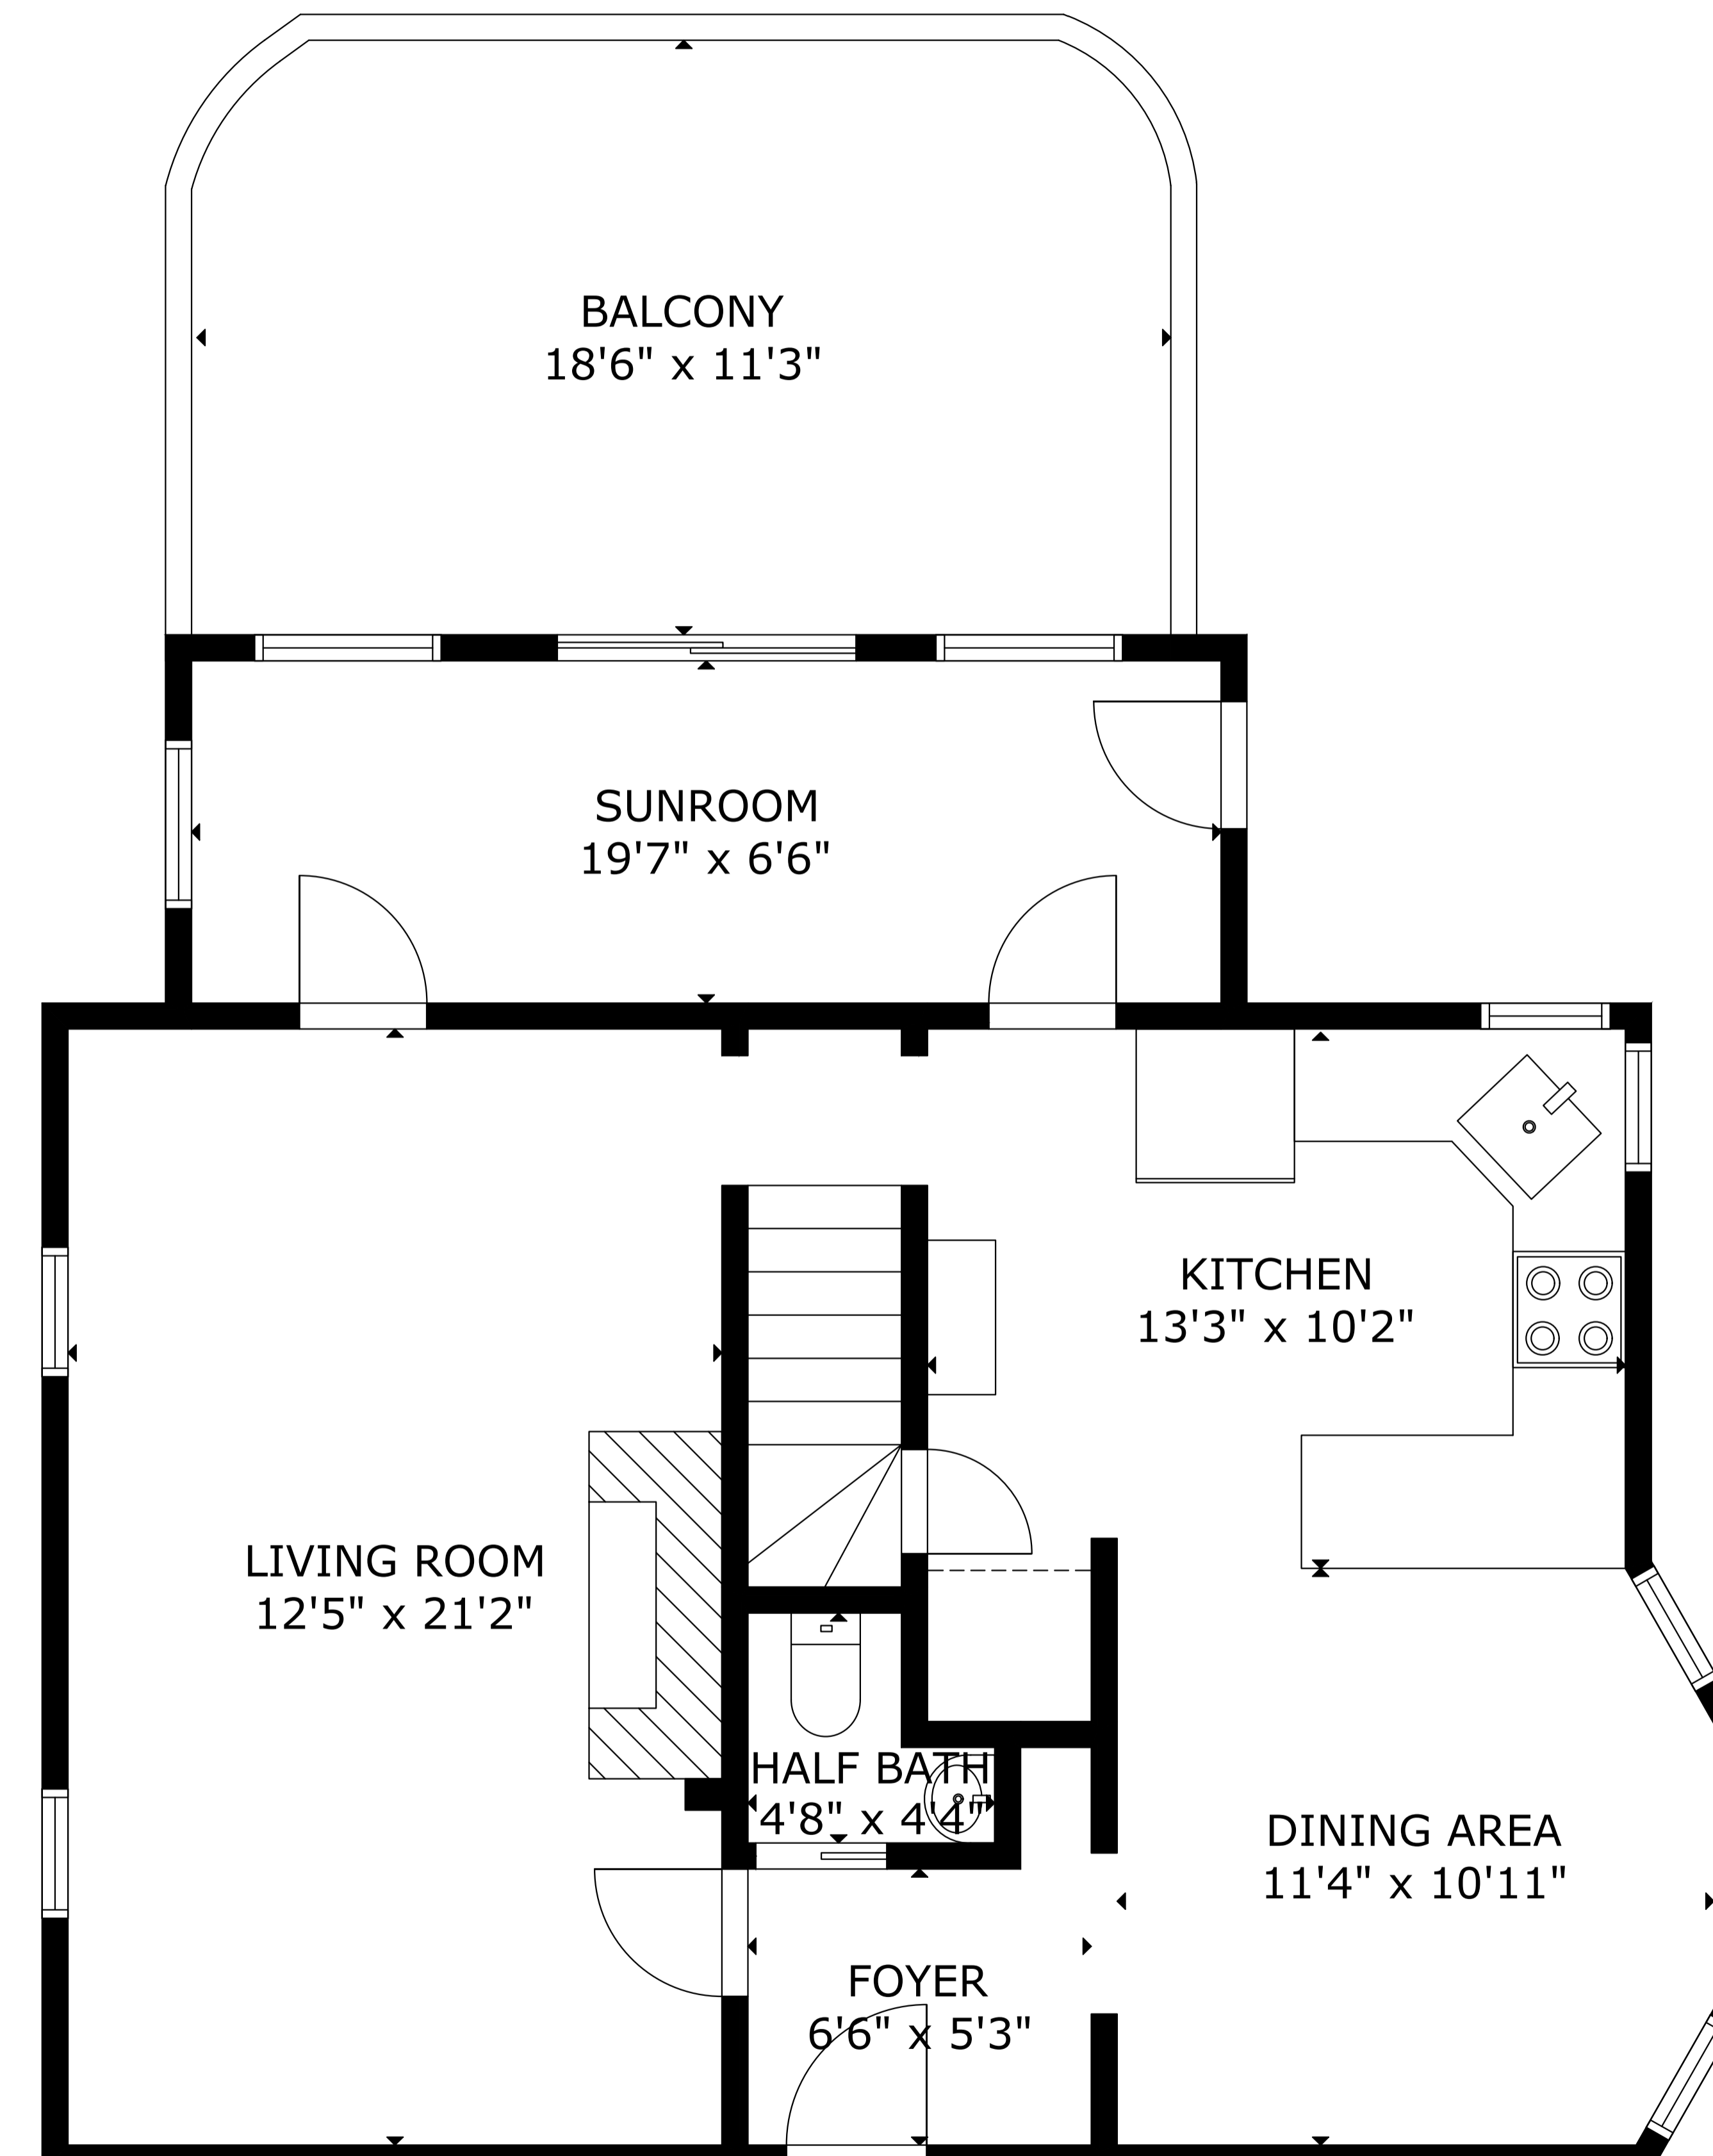 BALCONY
18'6" x 11'3"
SUNROOM
19'7" x 6'6"
KITCHEN
13'3" x 10'2"
LIVING ROOM
12'5" x 21'2"
HALF BATH
4'8" x 4'4"
DINING AREA
11'4" x 10'11"
FOYER
6'6" x 5'3"